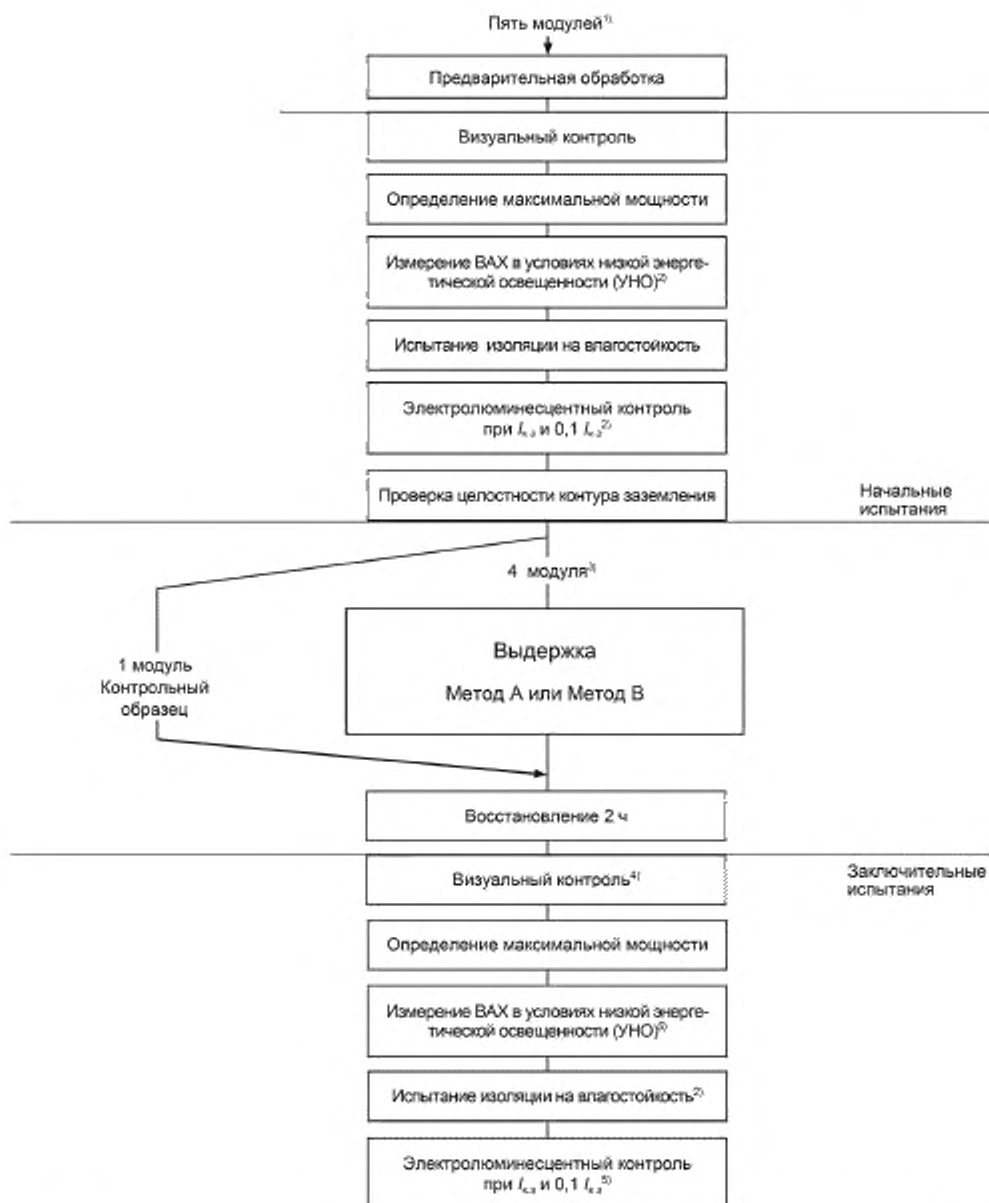 Пять модулей¹⁾
Предварительная обработка
Визуальный контроль
Определение максимальной мощности
Измерение ВАХ в условиях низкой энерге-
тической освещенности (УНО)²⁾
Испытание изоляции на влагостойкость
Электролюминесцентный контроль
при Iк.з и 0,1 Iк.з²⁾
Проверка целостности контура заземления
Начальные
испытания
4 модуля³⁾
1 модуль
Контрольный
образец
Выдержка
Метод А или Метод В
Восстановление 2 ч
Заключительные
испытания
Визуальный контроль⁴⁾
Определение максимальной мощности
Измерение ВАХ в условиях низкой энерге-
тической освещенности (УНО)⁵⁾
Испытание изоляции на влагостойкость²⁾
Электролюминесцентный контроль
при Iк.з и 0,1 Iк.з⁵⁾